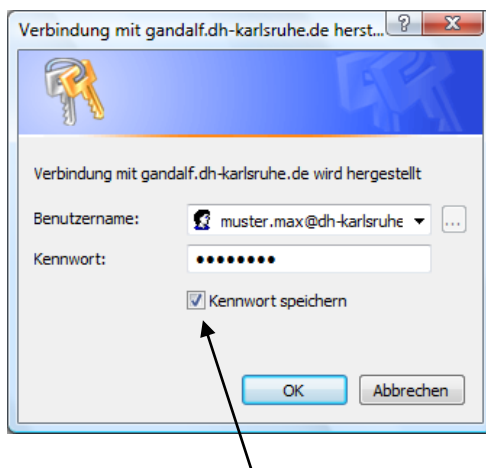 Verbindung mit gandalf.dh-karlsruhe.de herst...
Verbindung mit gandalf.dh-karlsruhe.de wird hergestellt
Benutzername: muster.max@dh-karlsruhe ...
Kennwort: ••••••••
Kennwort speichern
OK Abbrechen